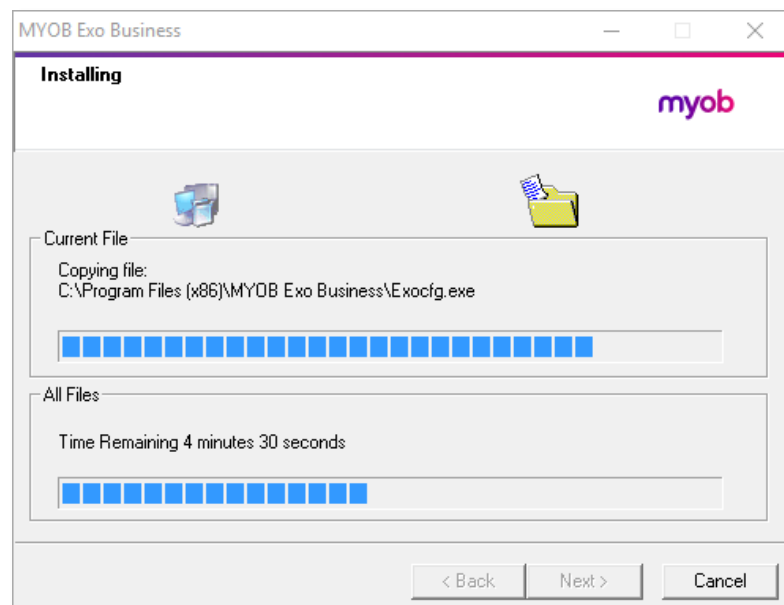 MYOB Exo Business
Installing
myob
Current File
Copying file:
C:\Program Files (x86)\MYOB Exo Business\Exocfg.exe
All Files
Time Remaining 4 minutes 30 seconds
< Back Next > Cancel